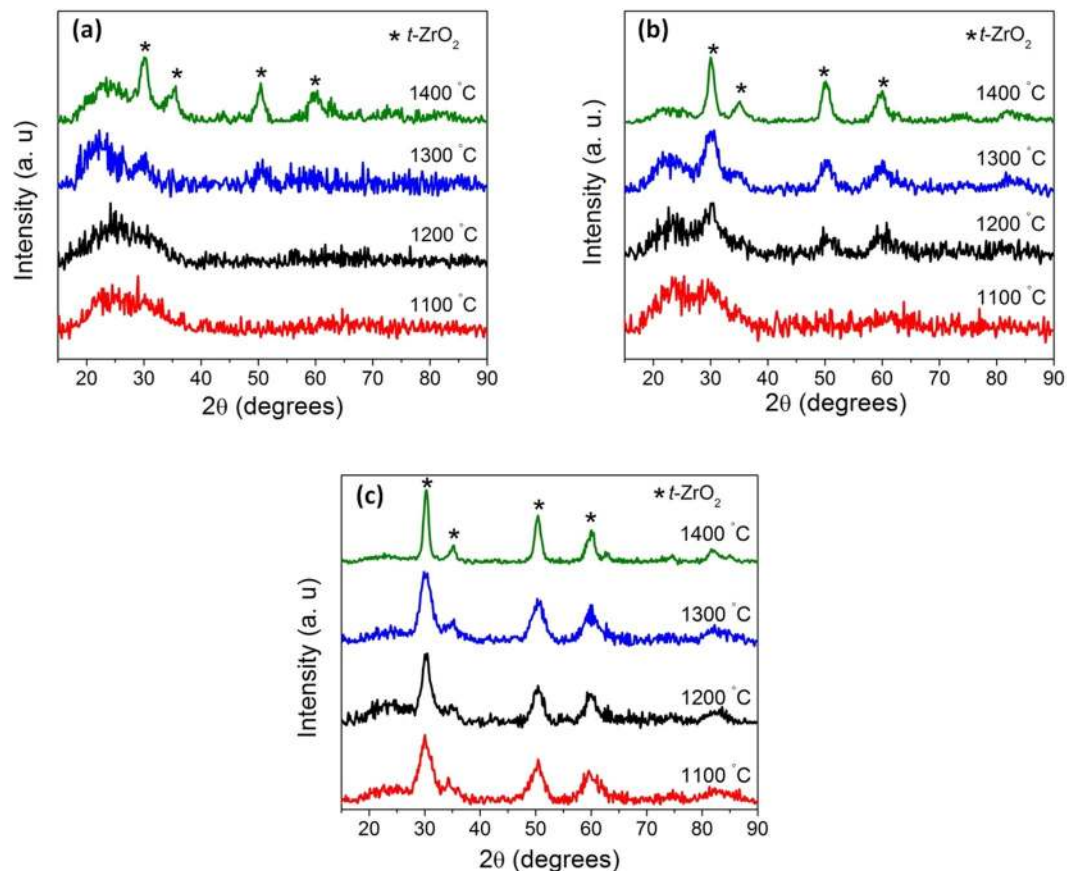 (a)
* t-ZrO₂
* * * *
1400 °C
1300 °C
1200 °C
1100 °C
Intensity (a. u)
20 30 40 50 60 70 80 90
2θ (degrees)
(b)
* t-ZrO₂
* * * *
1400 °C
1300 °C
1200 °C
1100 °C
Intensity (a. u.)
20 30 40 50 60 70 80 90
2θ (degrees)
(c)
* t-ZrO₂
* * * *
1400 °C
1300 °C
1200 °C
1100 °C
Intensity (a. u)
20 30 40 50 60 70 80 90
2θ (degrees)